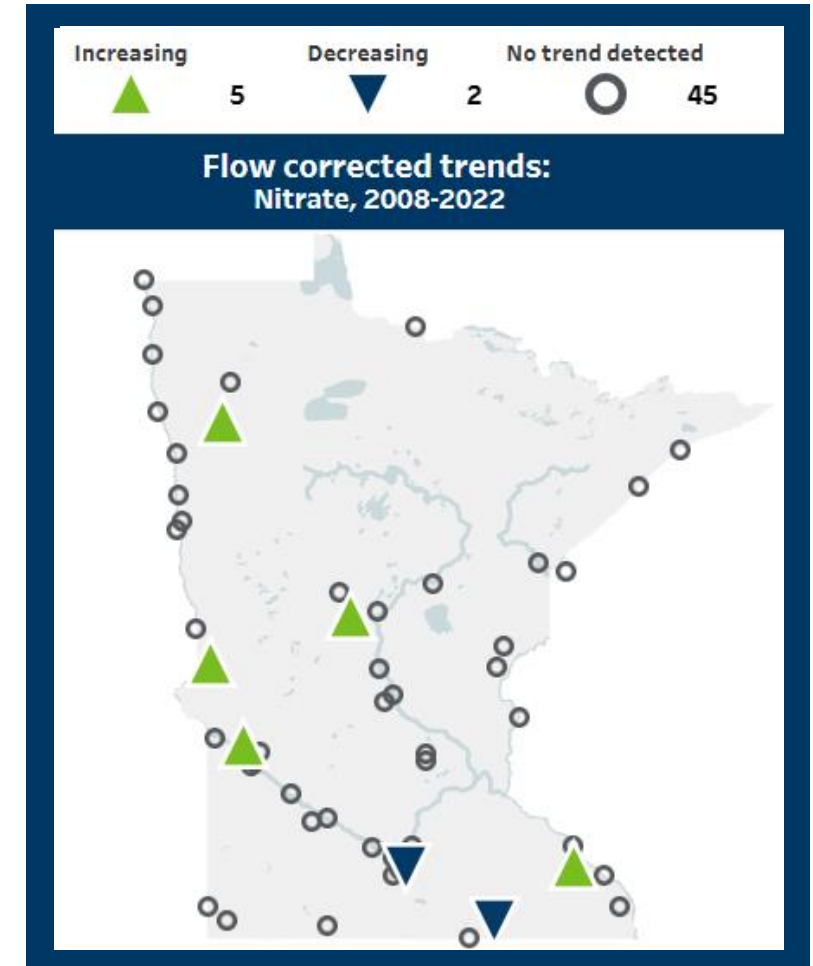 Increasing Decreasing No trend detected
5 2 45
Flow corrected trends:
Nitrate, 2008-2022